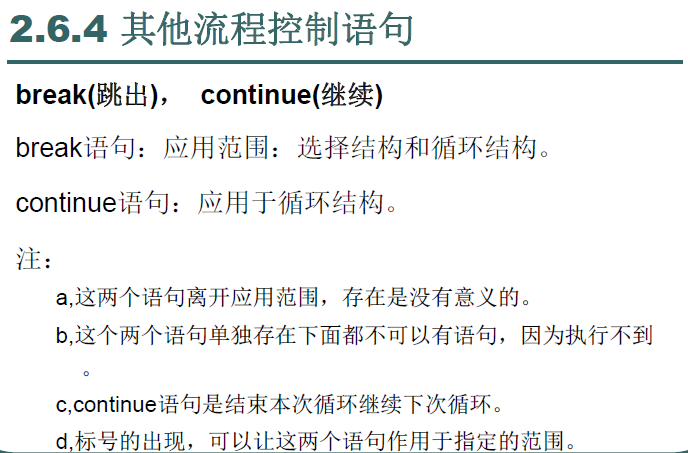 2.6.4 其他流程控制语句
break(跳出)， continue(继续)
break语句：应用范围：选择结构和循环结构。
continue语句：应用于循环结构。
注：
a,这两个语句离开应用范围，存在是没有意义的。
b,这个两个语句单独存在下面都不可以有语句，因为执行不到
。
c,continue语句是结束本次循环继续下次循环。
d,标号的出现，可以让这两个语句作用于指定的范围。